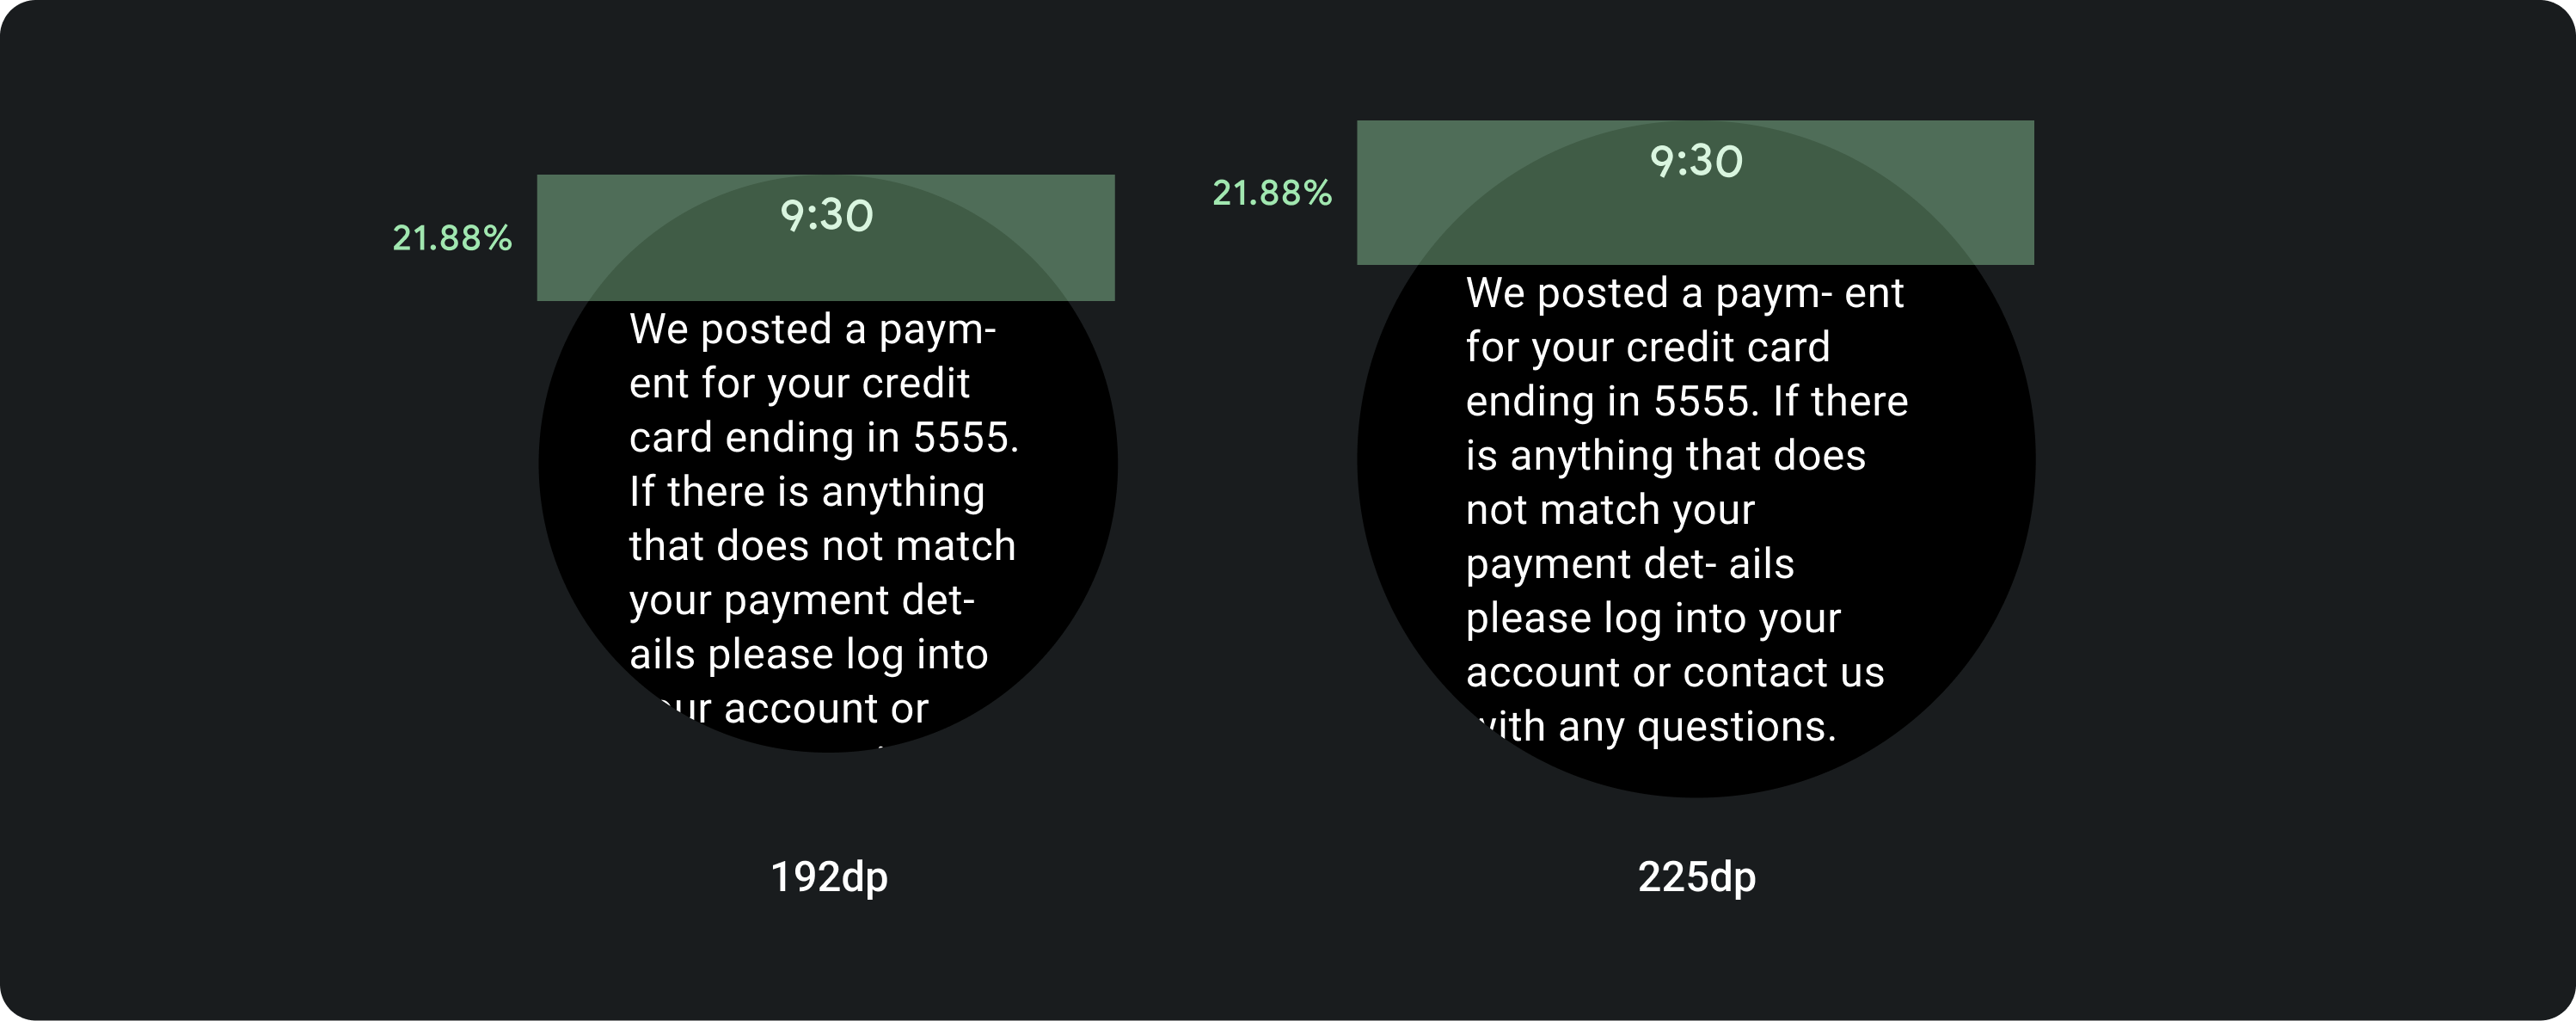 21.88%
9:30
We posted a paym-
ent for your credit
card ending in 5555.
If there is anything
that does not match
your payment det-
ails please log into
account or
192dp
21.88%
9:30
We posted a paym- ent
for your credit card
ending in 5555. If there
is anything that does
not match your
payment det- ails
please log into your
account or contact us
with any questions.
225dp